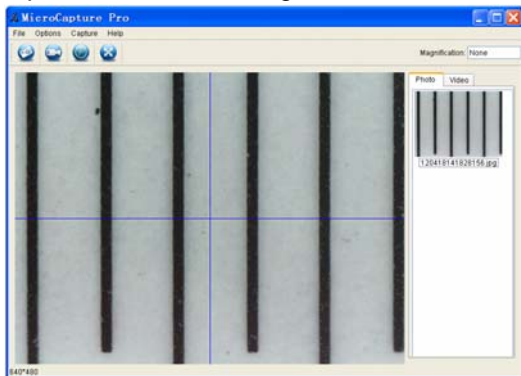 MicroCapture Pro
File Options Capture Help
Magnification: None
Photo Video
120418141828156.jpg
640*480